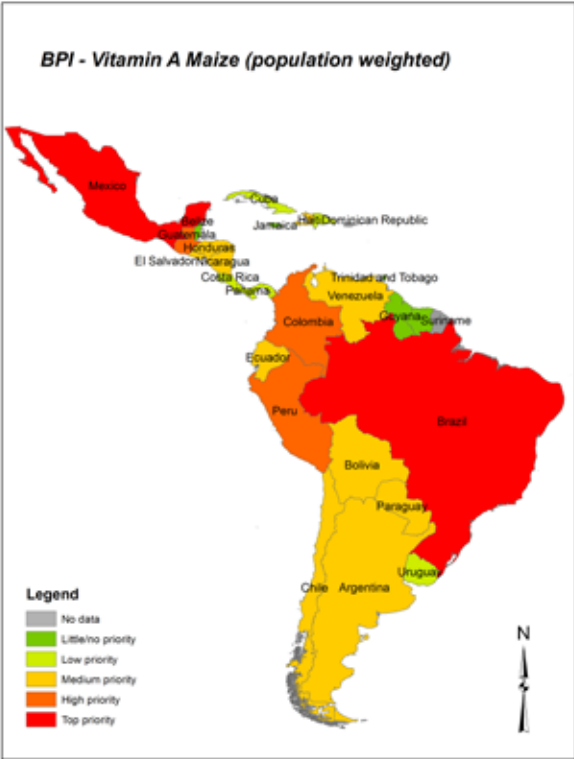 BPI - Vitamin A Maize (population weighted)
Mexico
Cuba
Belize
Jamaica
Haiti
Dominican Republic
Guatemala
Honduras
El Salvador
Nicaragua
Costa Rica
Panama
Trinidad and Tobago
Venezuela
Guyana
Suriname
Colombia
Ecuador
Peru
Brazil
Bolivia
Paraguay
Uruguay
Chile
Argentina
Legend
No data
Little/no priority
Low priority
Medium priority
High priority
Top priority
N